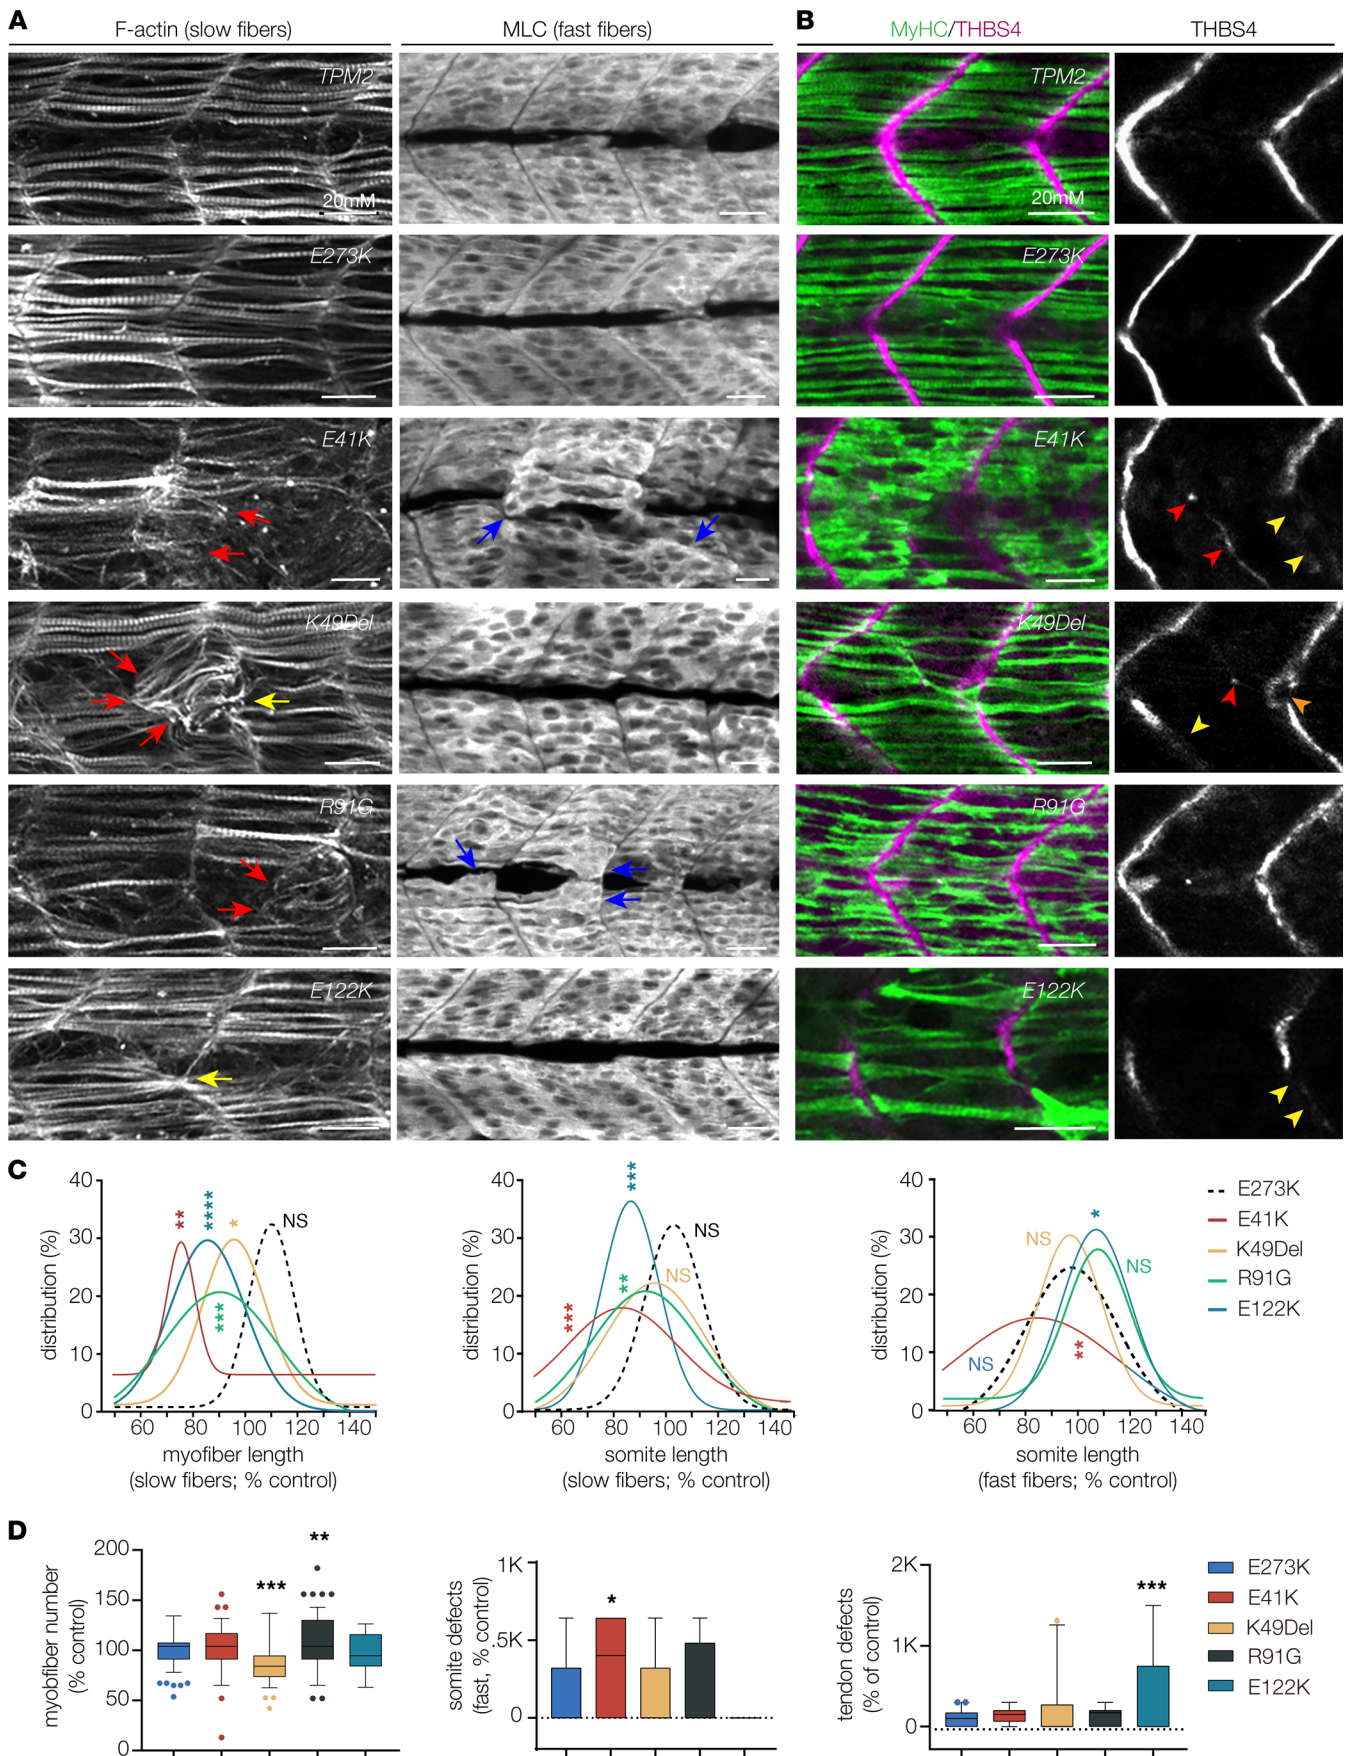 A
F-actin (slow fibers)
MLC (fast fibers)
B
MyHC/THBS4
THBS4
TPM2
20mM
TPM2
20mM
E273K
E273K
E41K
E41K
K49Del
K49Del
R91G
R91G
E122K
E122K
C
distribution (%)
40
30
20
10
0
**
****
*
NS
***
60 80 100 120 140
myofiber length
(slow fibers; % control)
distribution (%)
40
30
20
10
0
***
NS
NS
**
***
60 80 100 120 140
somite length
(slow fibers; % control)
distribution (%)
40
30
20
10
0
*
NS
NS
NS
**
60 80 100 120 140
somite length
(fast fibers; % control)
E273K
E41K
K49Del
R91G
E122K
D
myobfiber number
(% control)
200
150
100
50
0
***
**
somite defects
(fast, % control)
1K
.5K
0
*
tendon defects
(% of control)
2K
1K
0
***
E273K
E41K
K49Del
R91G
E122K